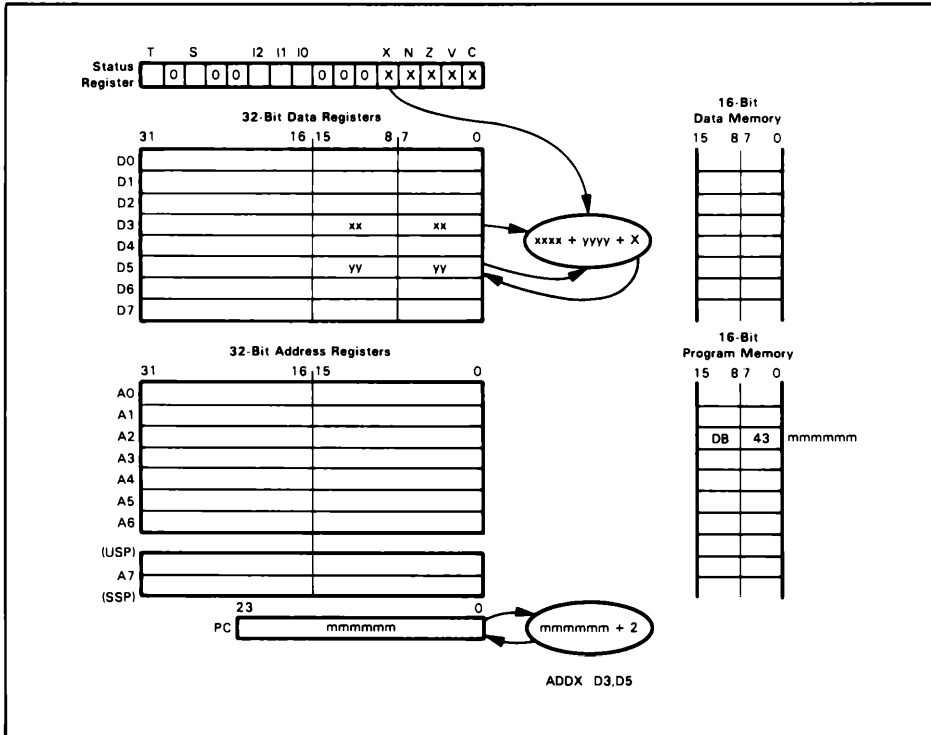 T S I2 I1 I0 X N Z V C
Status Register 0 0 0 0 0 0 X X X X X
32-Bit Data Registers
31 16 15 8 7 0
D0
D1
D2
D3 xx xx
D4
D5 yy yy
D6
D7
xxxx + yyyy + X
16-Bit
Data Memory
15 8 7 0
32-Bit Address Registers
31 16 15 0
A0
A1
A2
A3
A4
A5
A6
(USP)
A7
(SSP)
16-Bit
Program Memory
15 8 7 0
DB 43 mmmmmm
23 0
PC mmmmmm
mmmmmm + 2
ADDX D3,D5